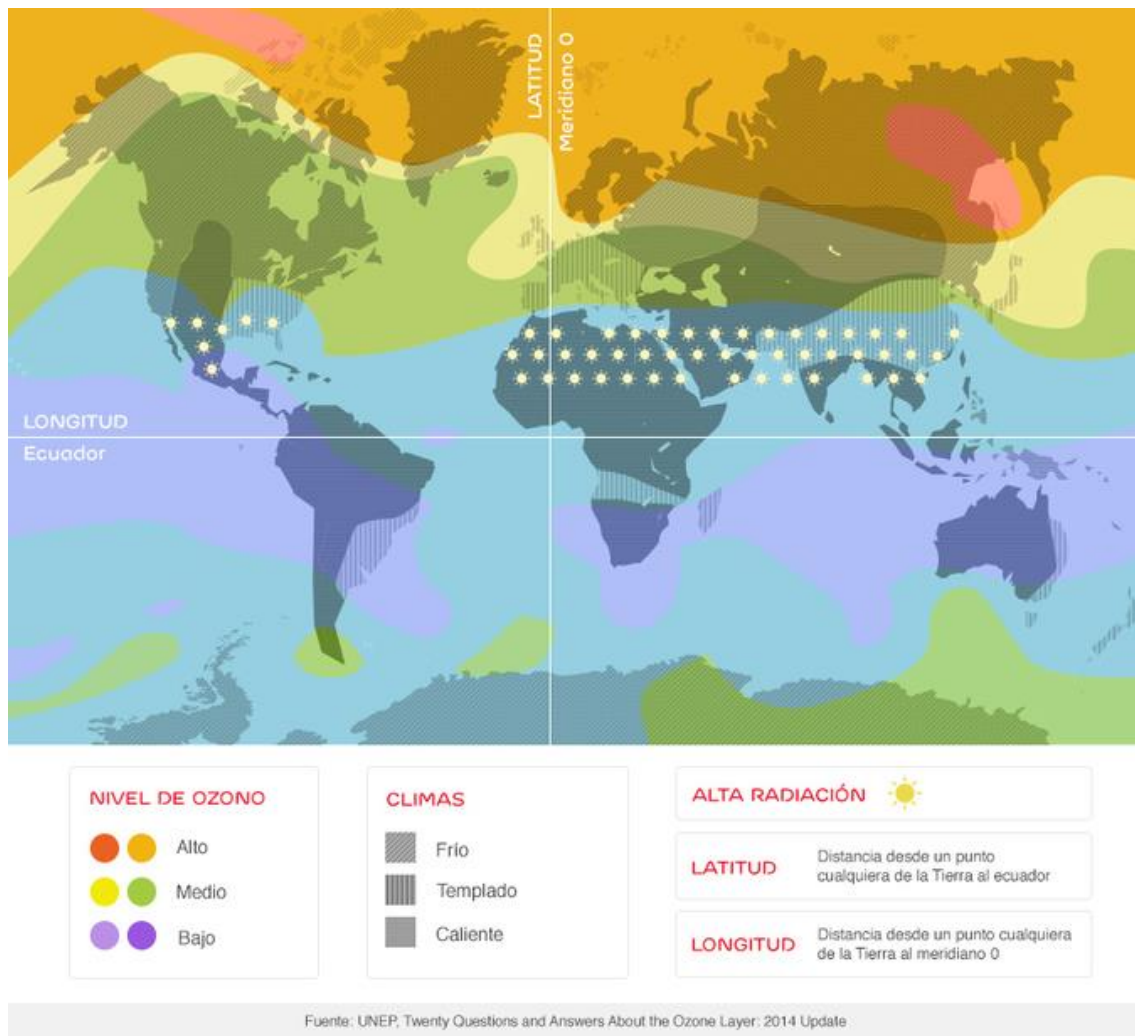 LATITUD
Meridiano 0
LONGITUD
Ecuador
NIVEL DE OZONO
Alto
Medio
Bajo
CLIMAS
Frío
Templado
Caliente
ALTA RADIACIÓN
LATITUD
Distancia desde un punto
cualquiera de la Tierra al ecuador
LONGITUD
Distancia desde un punto cualquiera
de la Tierra al meridiano 0
Fuente: UNEP, Twenty Questions and Answers About the Ozone Layer: 2014 Update